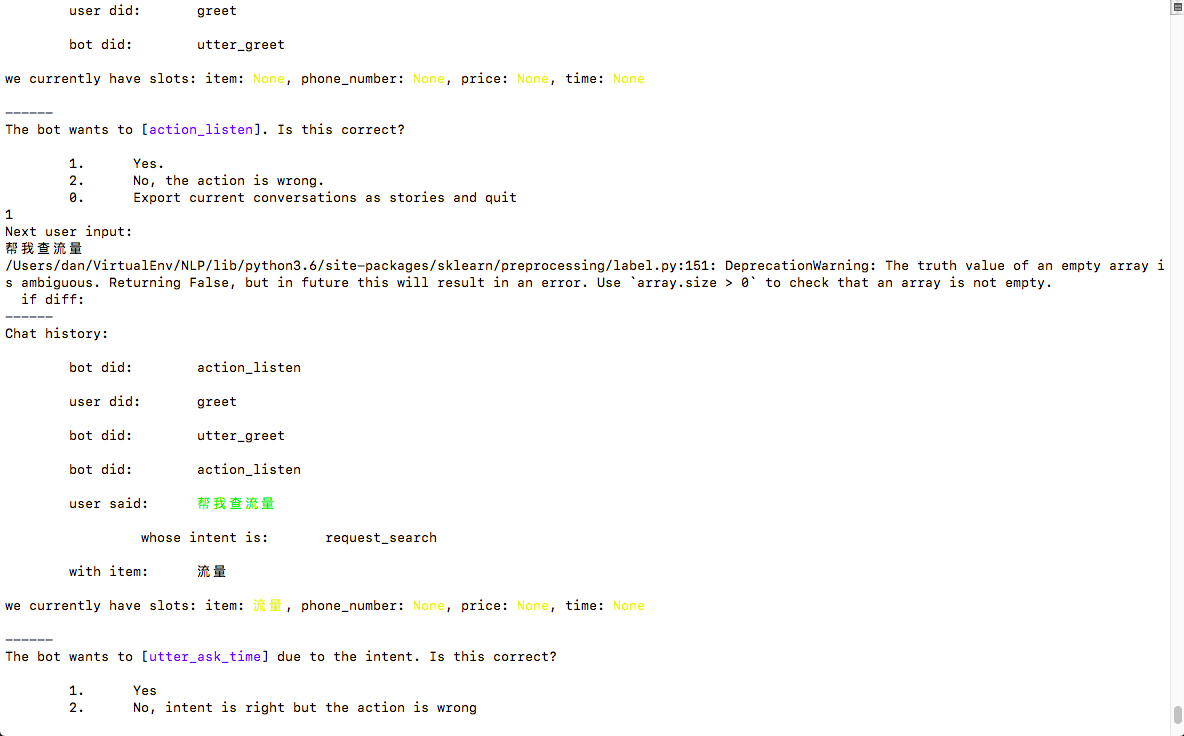 user did:	greet
bot did:	utter_greet
we currently have slots: item: None, phone_number: None, price: None, time: None
------
The bot wants to [action_listen]. Is this correct?
1.	Yes.
2.	No, the action is wrong.
0.	Export current conversations as stories and quit
1
Next user input:
帮我查流量
/Users/dan/VirtualEnv/NLP/lib/python3.6/site-packages/sklearn/preprocessing/label.py:151: DeprecationWarning: The truth value of an empty array i
s ambiguous. Returning False, but in future this will result in an error. Use `array.size > 0` to check that an array is not empty.
if diff:
------
Chat history:
bot did:	action_listen
user did:	greet
bot did:	utter_greet
bot did:	action_listen
user said:	帮我查流量
whose intent is:	request_search
with item:	流量
we currently have slots: item: 流量, phone_number: None, price: None, time: None
------
The bot wants to [utter_ask_time] due to the intent. Is this correct?
1.	Yes
2.	No, intent is right but the action is wrong